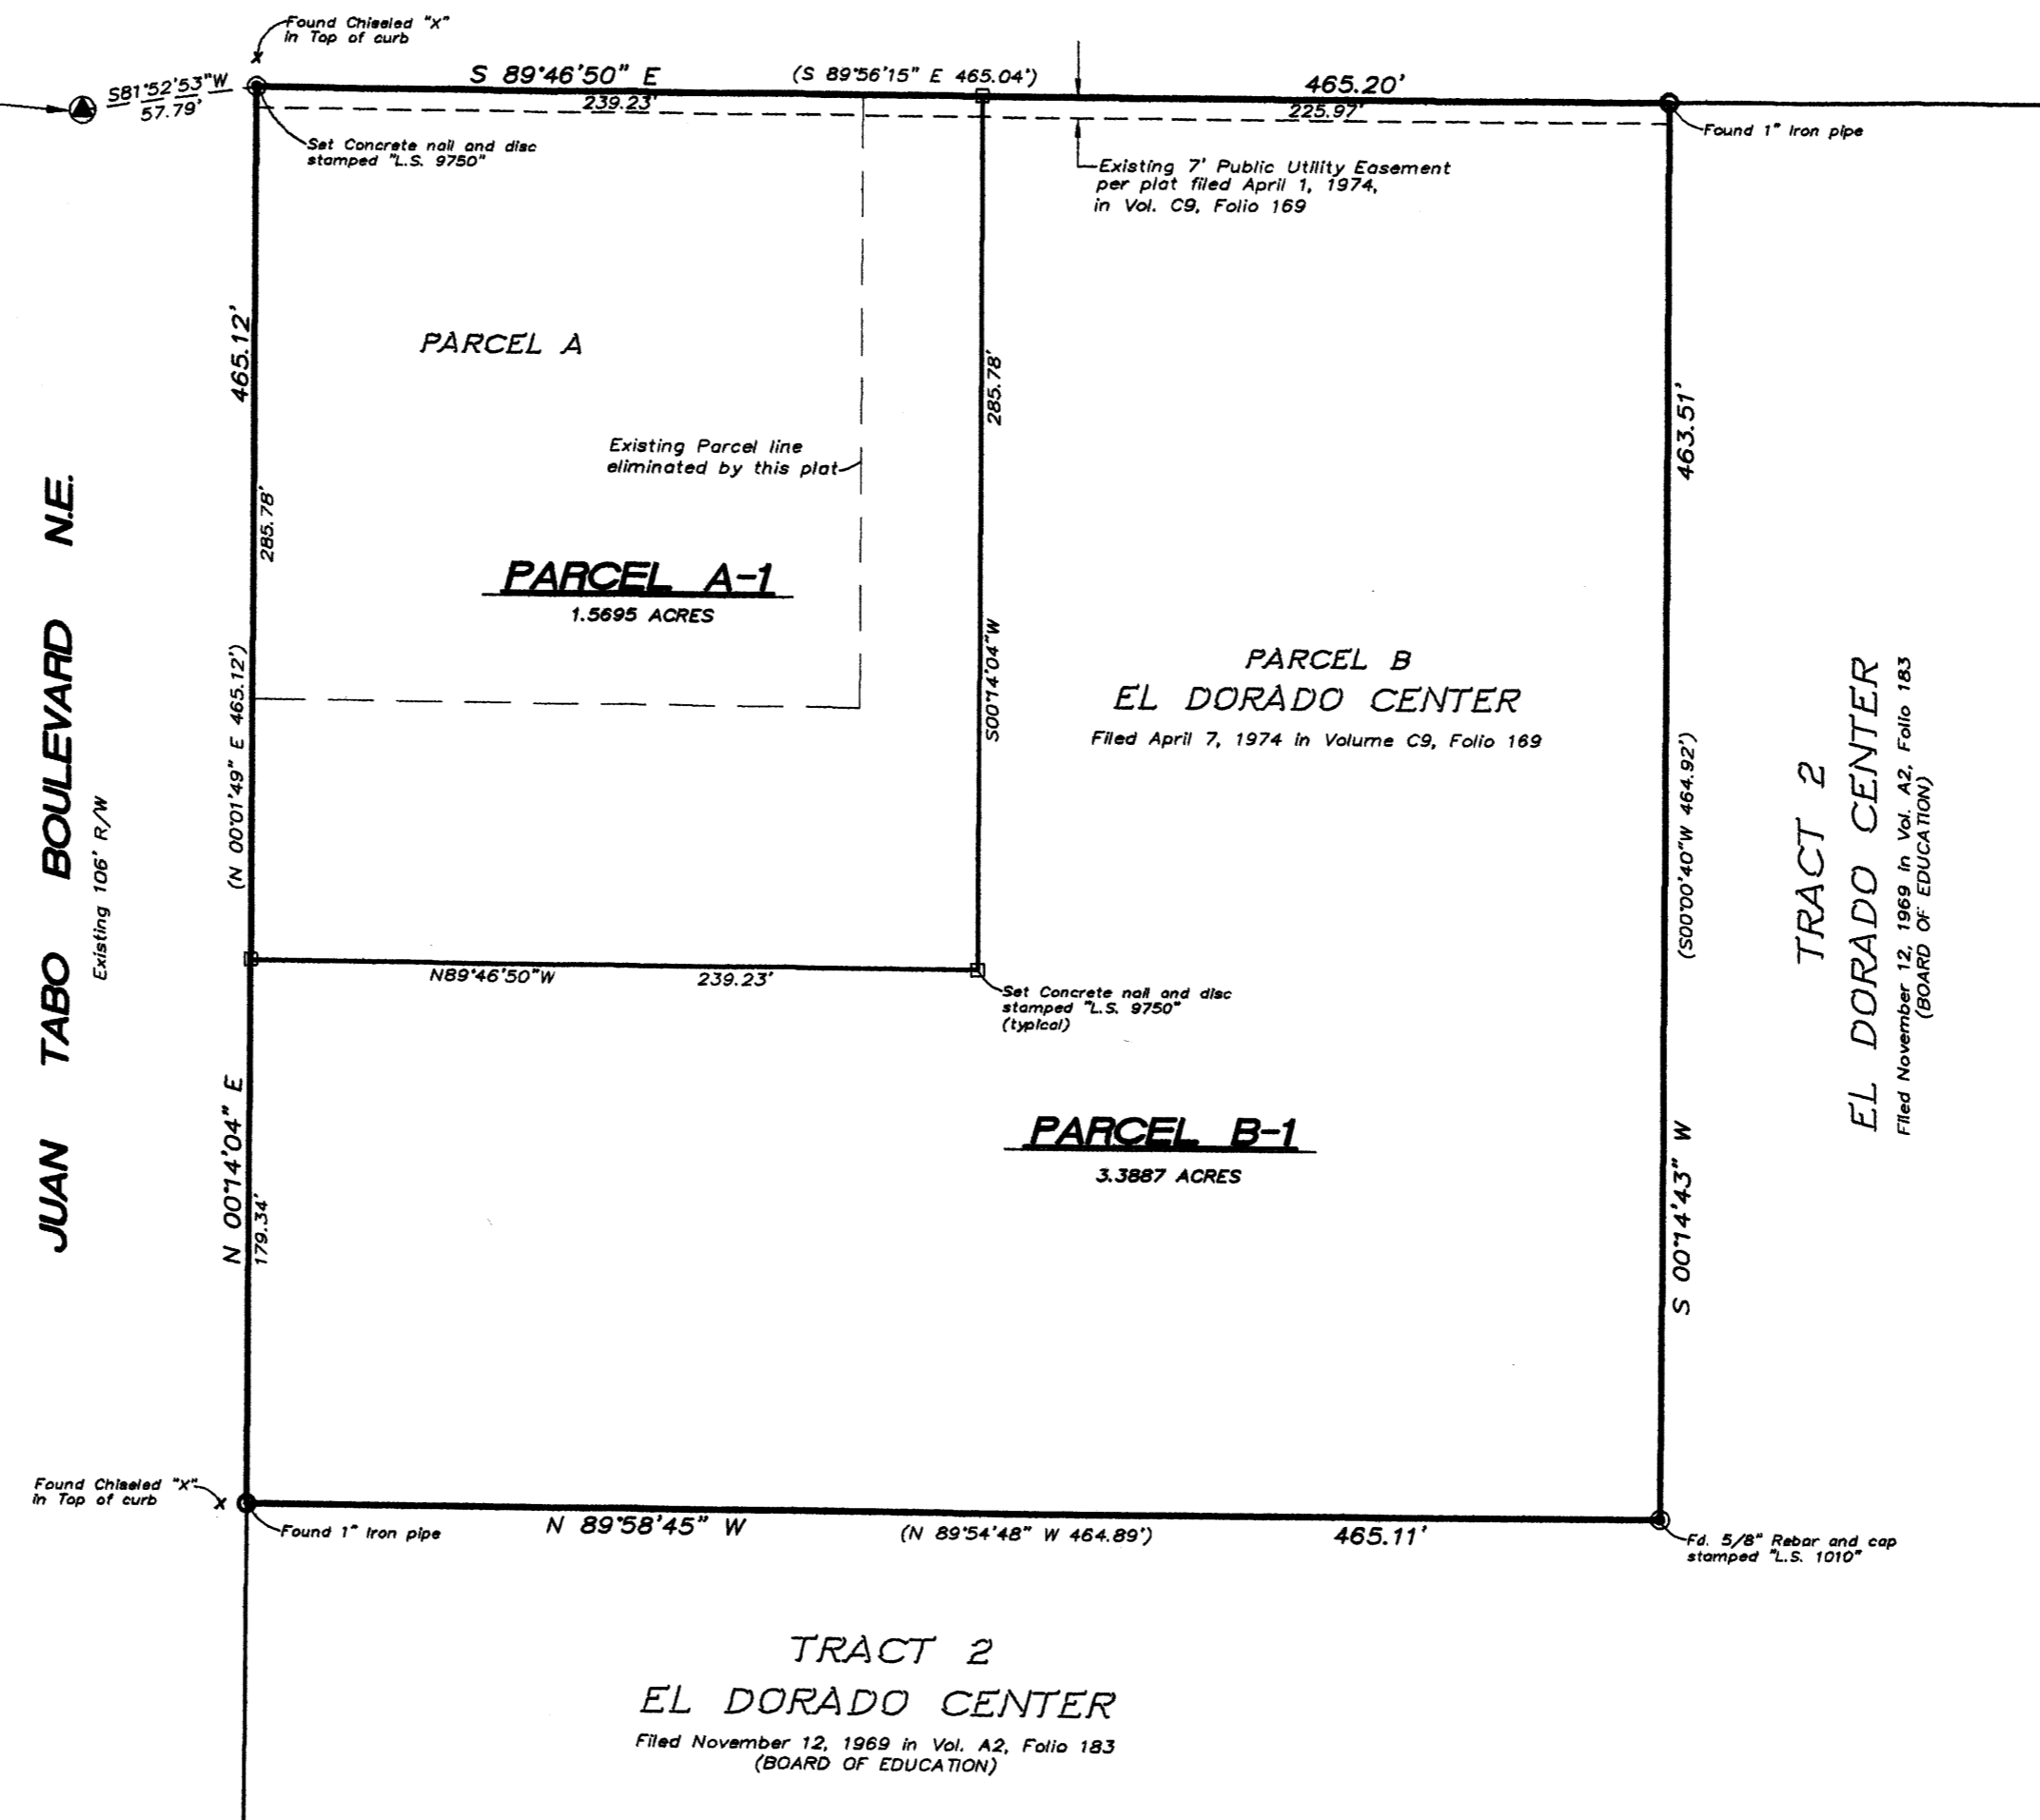 Found Chiseled "X"
in Top of curb
S81°52'53"W
57.79'
S 89°46'50" E
(S 89°56'15" E 465.04')
465.20'
239.23'
225.97'
Set Concrete nail and disc
stamped "L.S. 9750"
Found 1" Iron pipe
Existing 7' Public Utility Easement
per plat filed April 1, 1974,
in Vol. C9, Folio 169
PARCEL A
465.12'
285.78'
285.78'
463.51'
Existing Parcel line
eliminated by this plat
PARCEL A-1
1.5695 ACRES
S00°14'04"W
PARCEL B
EL DORADO CENTER
Filed April 7, 1974 in Volume C9, Folio 169
(N 00°01'49" E 465.12')
(S00°00'40"W 464.92')
JUAN TABO BOULEVARD N.E.
Existing 106' R/W
TRACT 2
EL DORADO CENTER
Filed November 12, 1969 in Vol. A2, Folio 183
(BOARD OF EDUCATION)
N89°46'50"W
239.23'
Set Concrete nail and disc
stamped "L.S. 9750"
(typical)
N 00°14'04" E
179.34'
PARCEL B-1
3.3887 ACRES
S 00°14'43" W
Found Chiseled "X"
in Top of curb
X
Found 1" Iron pipe
N 89°58'45" W
(N 89°54'48" W 464.89')
465.11'
Fd. 5/8" Rebar and cap
stamped "L.S. 1010"
TRACT 2
EL DORADO CENTER
Filed November 12, 1969 in Vol. A2, Folio 183
(BOARD OF EDUCATION)